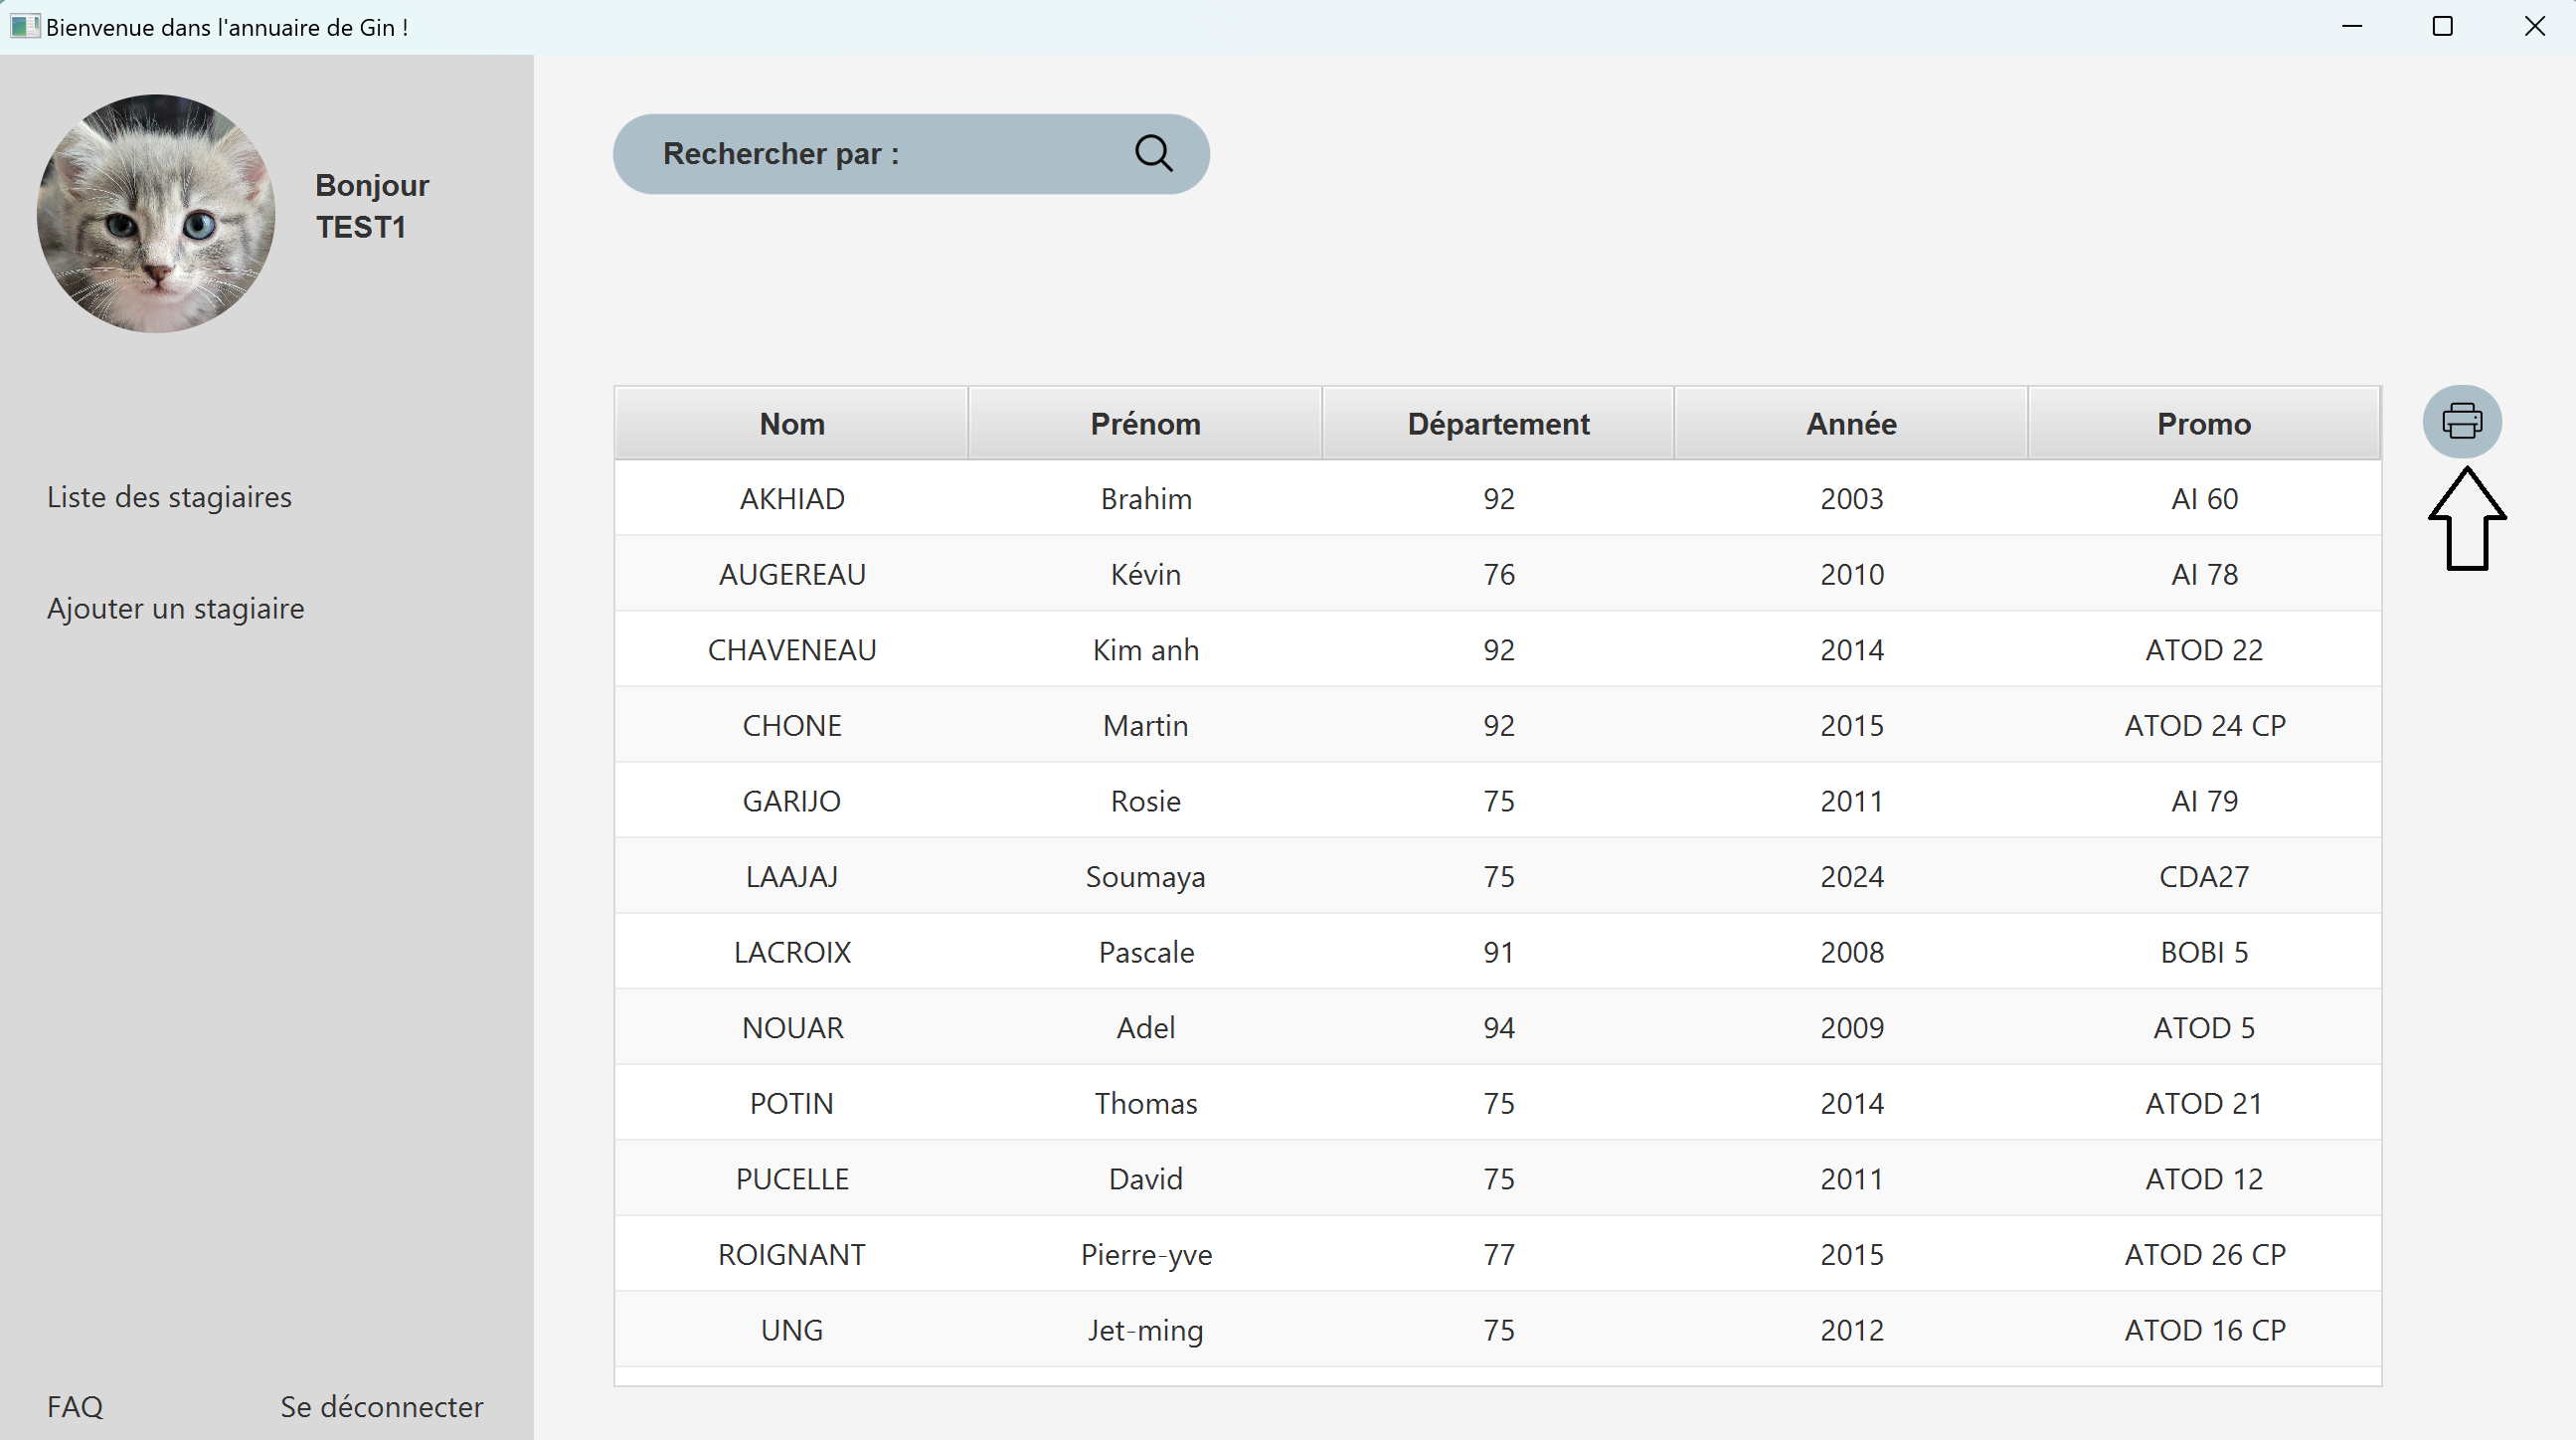 Bienvenue dans l'annuaire de Gin !
Bonjour
TEST1
Liste des stagiaires
Ajouter un stagiaire
FAQ
Se déconnecter
Rechercher par :
Nom Prénom Département Année Promo
AKHIAD Brahim 92 2003 AI 60
AUGEREAU Kévin 76 2010 AI 78
CHAVENEAU Kim anh 92 2014 ATOD 22
CHONE Martin 92 2015 ATOD 24 CP
GARIJO Rosie 75 2011 AI 79
LAAJAJ Soumaya 75 2024 CDA27
LACROIX Pascale 91 2008 BOBI 5
NOUAR Adel 94 2009 ATOD 5
POTIN Thomas 75 2014 ATOD 21
PUCELLE David 75 2011 ATOD 12
ROIGNANT Pierre-yve 77 2015 ATOD 26 CP
UNG Jet-ming 75 2012 ATOD 16 CP